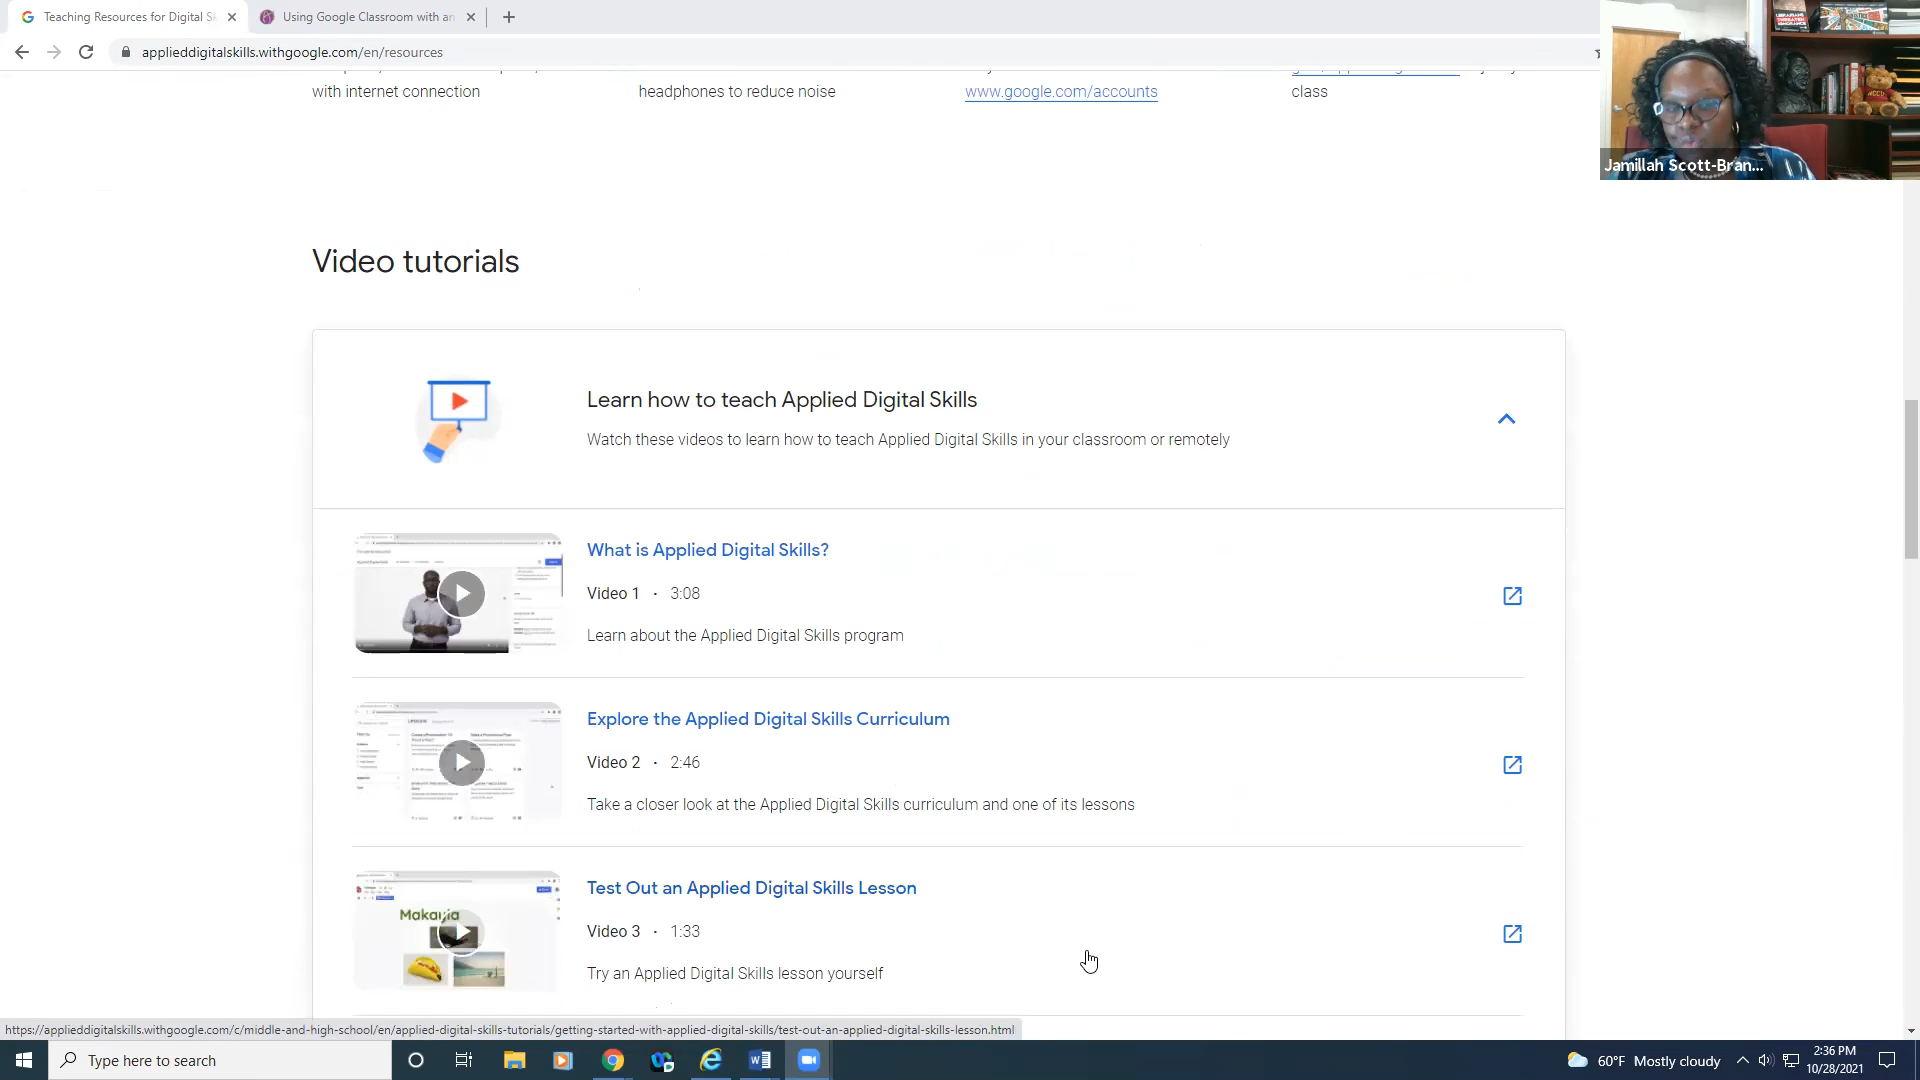 Teaching Resources for Digital Sk
Using Google Classroom with an
applieddigitalskills.withgoogle.com/en/resources
with internet connection
headphones to reduce noise
www.google.com/accounts
class
Jamillah Scott-Bran...
Video tutorials
Learn how to teach Applied Digital Skills
Watch these videos to learn how to teach Applied Digital Skills in your classroom or remotely
What is Applied Digital Skills?
Video 1 · 3:08
Learn about the Applied Digital Skills program
Explore the Applied Digital Skills Curriculum
Video 2 · 2:46
Take a closer look at the Applied Digital Skills curriculum and one of its lessons
Test Out an Applied Digital Skills Lesson
Makayla
Video 3 · 1:33
Try an Applied Digital Skills lesson yourself
https://applieddigitalskills.withgoogle.com/c/middle-and-high-school/en/applied-digital-skills-tutorials/getting-started-with-applied-digital-skills/test-out-an-applied-digital-skills-lesson.html
Type here to search
60°F Mostly cloudy
2:36 PM
10/28/2021